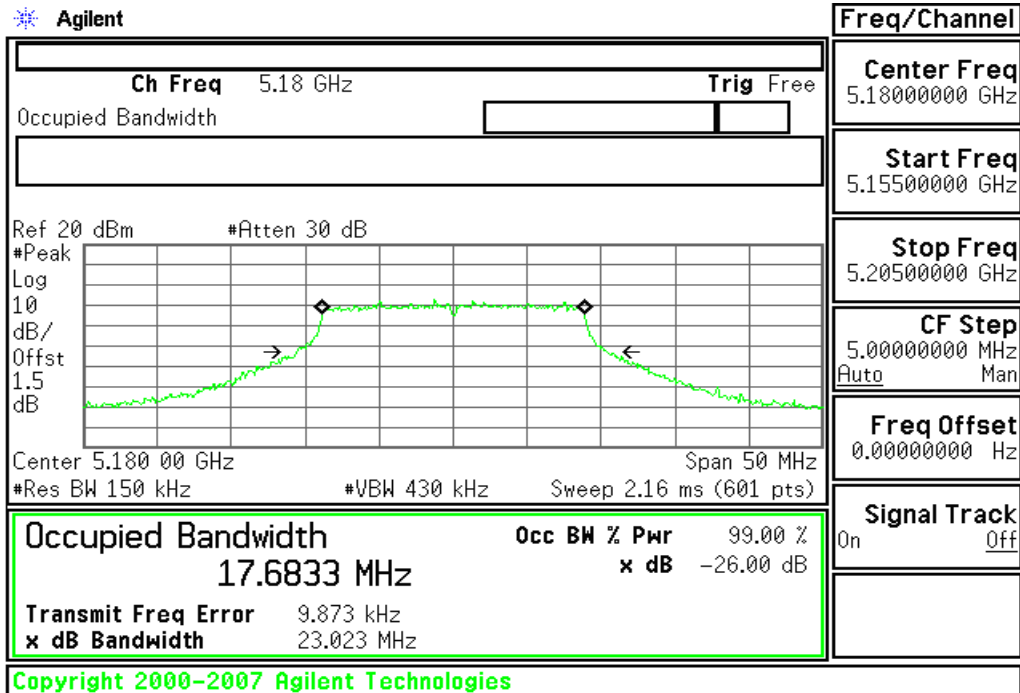 Agilent
Freq/Channel
Ch Freq 5.18 GHz Trig Free
Occupied Bandwidth
Center Freq
5.18000000 GHz
Start Freq
5.15500000 GHz
Stop Freq
5.20500000 GHz
CF Step
5.00000000 MHz
Auto Man
Freq Offset
0.00000000 Hz
Signal Track
On Off
Ref 20 dBm #Atten 30 dB
#Peak
Log
10
dB/
Offst
1.5
dB
Center 5.180 00 GHz Span 50 MHz
#Res BW 150 kHz #VBW 430 kHz Sweep 2.16 ms (601 pts)
Occupied Bandwidth Occ BW % Pwr 99.00 %
17.6833 MHz x dB -26.00 dB
Transmit Freq Error 9.873 kHz
x dB Bandwidth 23.023 MHz
Copyright 2000-2007 Agilent Technologies